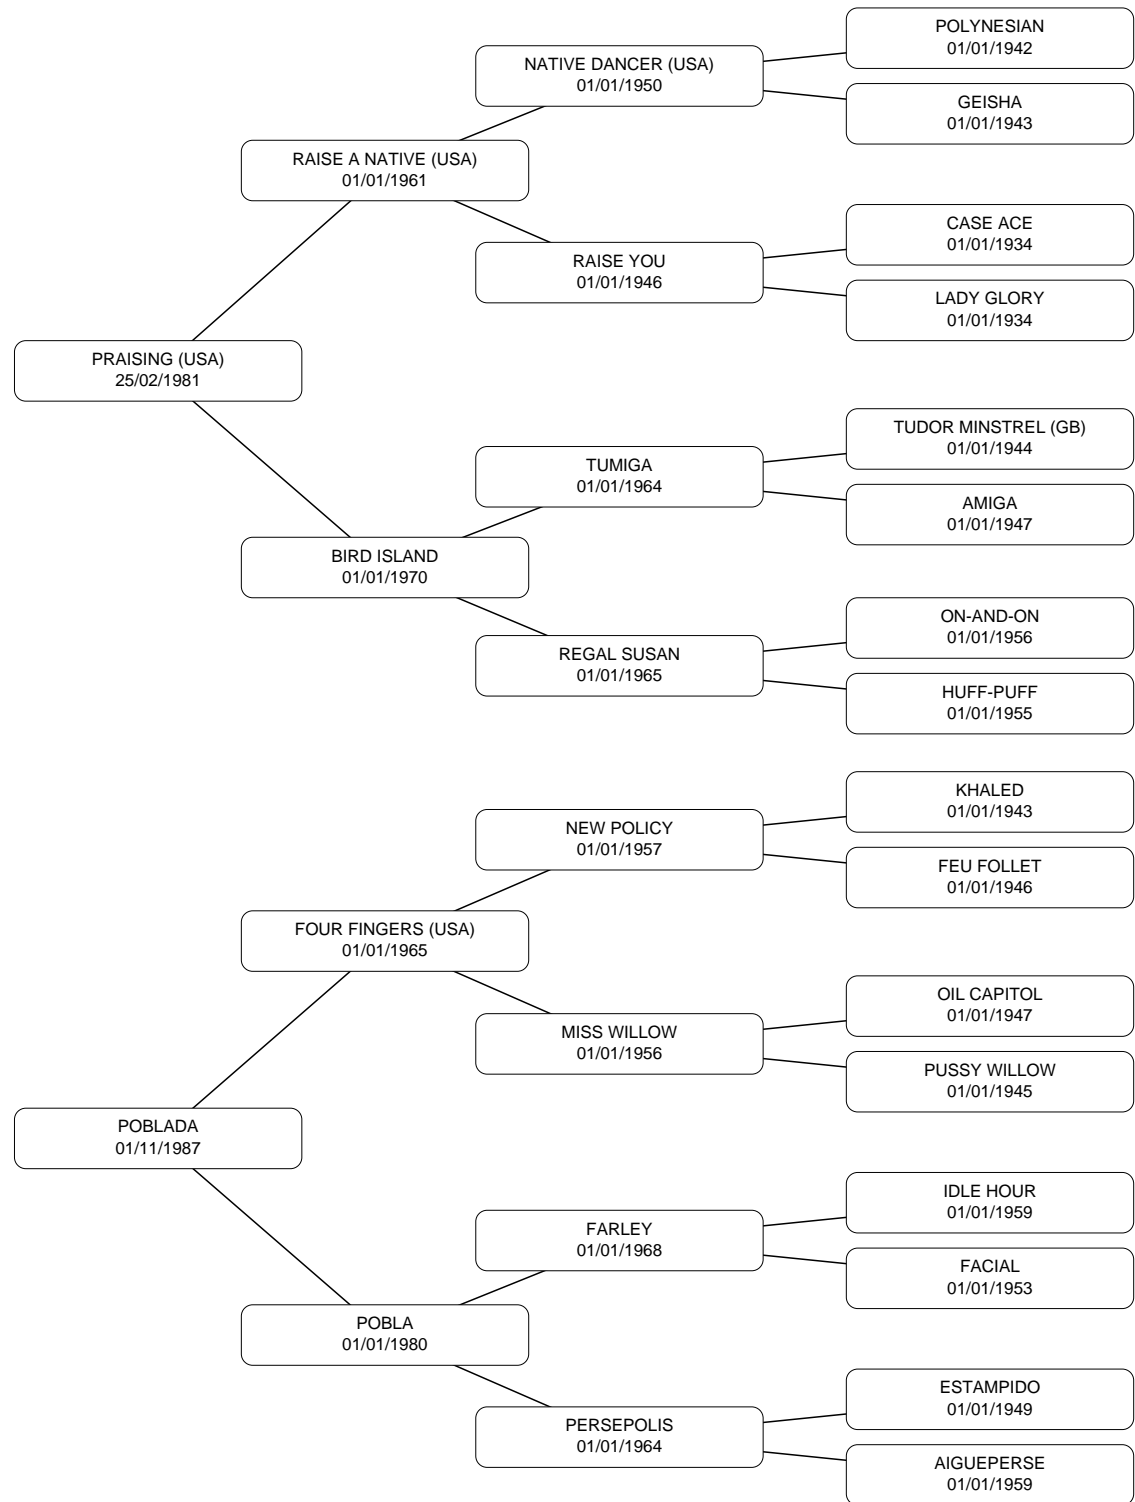 POLYNESIAN
01/01/1942
NATIVE DANCER (USA)
01/01/1950
GEISHA
01/01/1943
RAISE A NATIVE (USA)
01/01/1961
CASE ACE
01/01/1934
RAISE YOU
01/01/1946
LADY GLORY
01/01/1934
PRAISING (USA)
25/02/1981
TUDOR MINSTREL (GB)
01/01/1944
TUMIGA
01/01/1964
AMIGA
01/01/1947
BIRD ISLAND
01/01/1970
ON-AND-ON
01/01/1956
REGAL SUSAN
01/01/1965
HUFF-PUFF
01/01/1955
KHALED
01/01/1943
NEW POLICY
01/01/1957
FEU FOLLET
01/01/1946
FOUR FINGERS (USA)
01/01/1965
OIL CAPITOL
01/01/1947
MISS WILLOW
01/01/1956
PUSSY WILLOW
01/01/1945
POBLADA
01/11/1987
IDLE HOUR
01/01/1959
FARLEY
01/01/1968
FACIAL
01/01/1953
POBLA
01/01/1980
ESTAMPIDO
01/01/1949
PERSEPOLIS
01/01/1964
AIGUEPERSE
01/01/1959